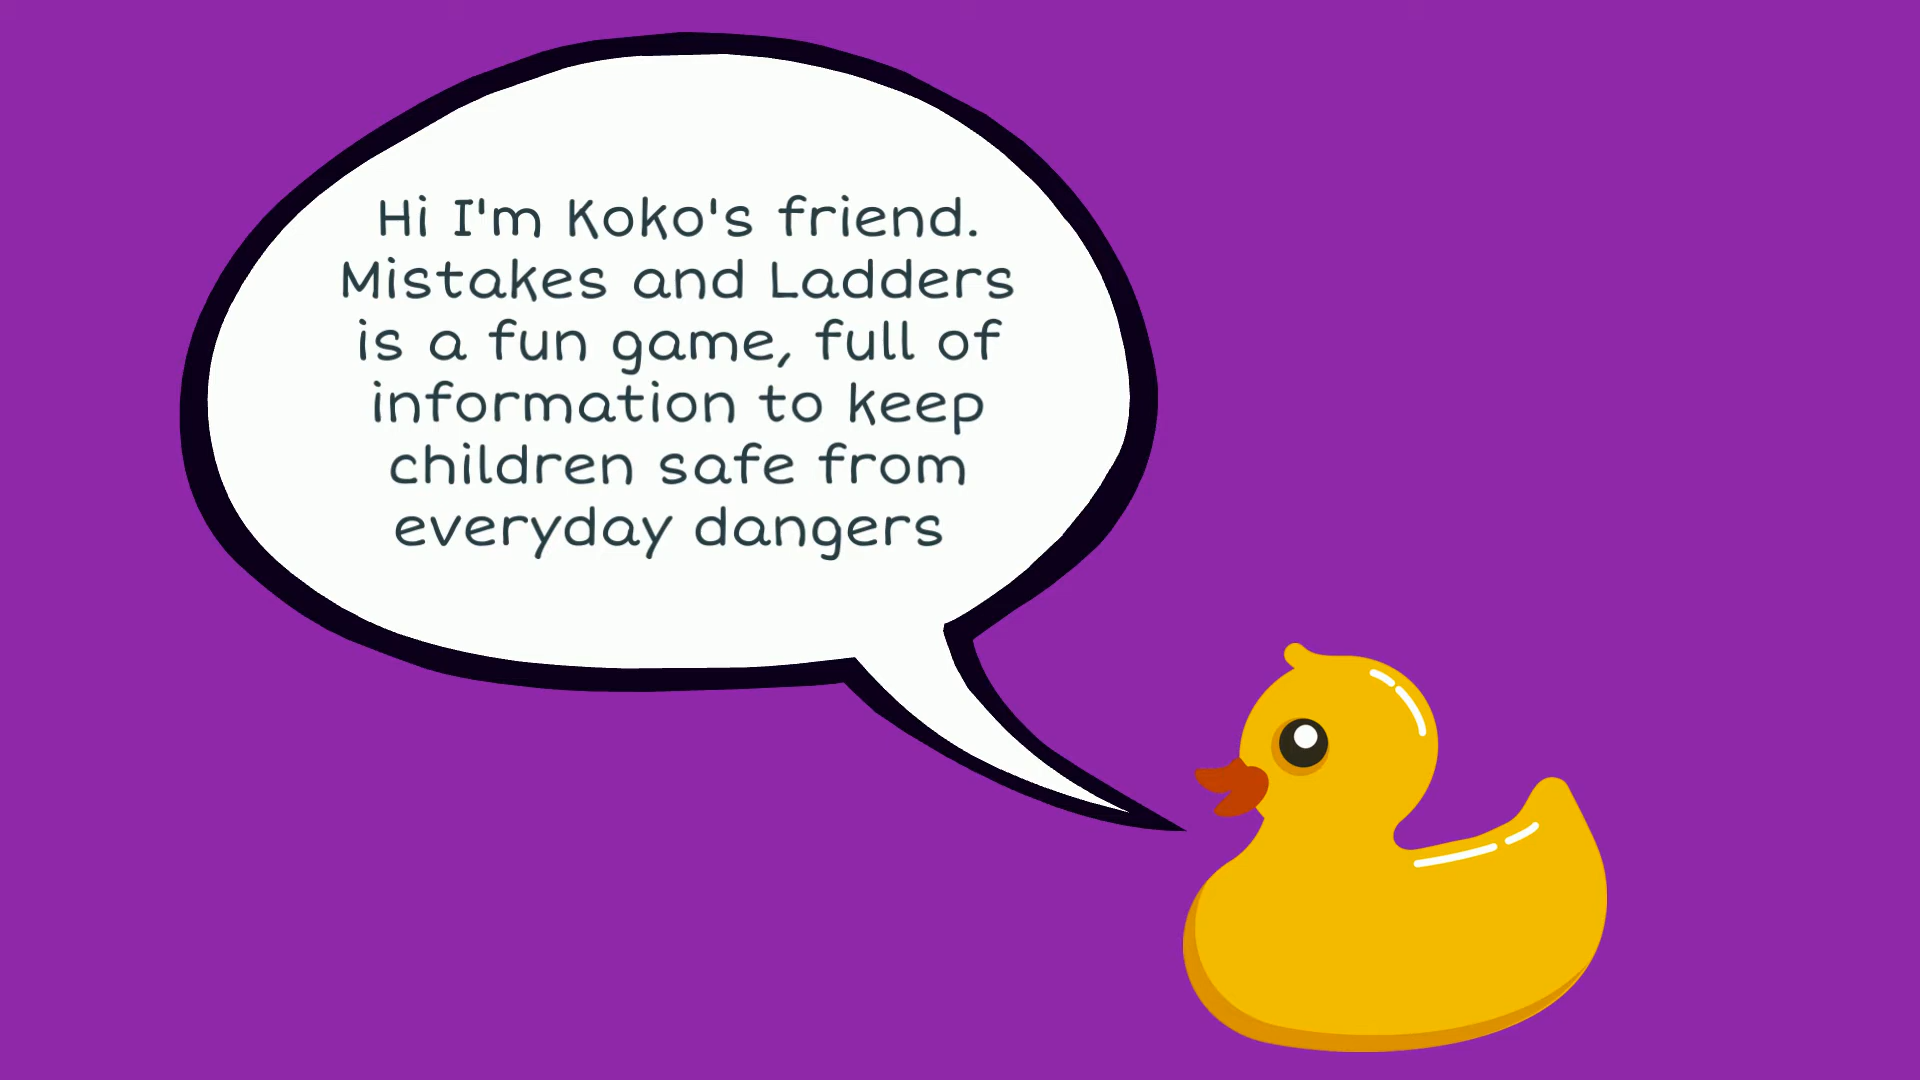 Hi I'm Koko's friend.
Mistakes and Ladders
is a fun game, full of
information to keep
children safe from
everyday dangers